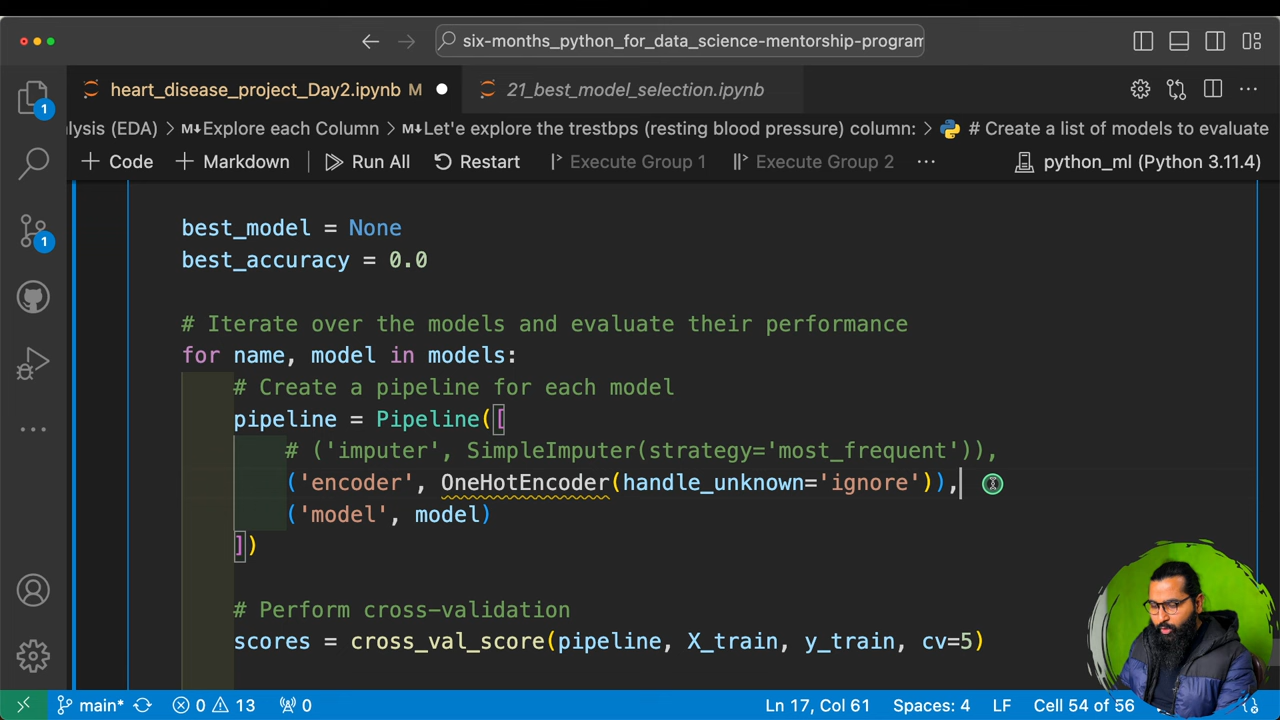 six-months_python_for_data_science-mentorship-program
heart_disease_project_Day2.ipynb M
21_best_model_selection.ipynb
1
lysis (EDA) > Explore each Column > Let'e explore the trestbps (resting blood pressure) column: > # Create a list of models to evaluate
+ Code + Markdown Run All Restart Execute Group 1 Execute Group 2 ... python_ml (Python 3.11.4)
best_model = None
1
best_accuracy = 0.0
# Iterate over the models and evaluate their performance
for name, model in models:
# Create a pipeline for each model
pipeline = Pipeline([
# ('imputer', SimpleImputer(strategy='most_frequent')),
('encoder', OneHotEncoder(handle_unknown='ignore')),
('model', model)
])
# Perform cross-validation
scores = cross_val_score(pipeline, X_train, y_train, cv=5)
main* 0 13 0 Ln 17, Col 61 Spaces: 4 LF Cell 54 of 56